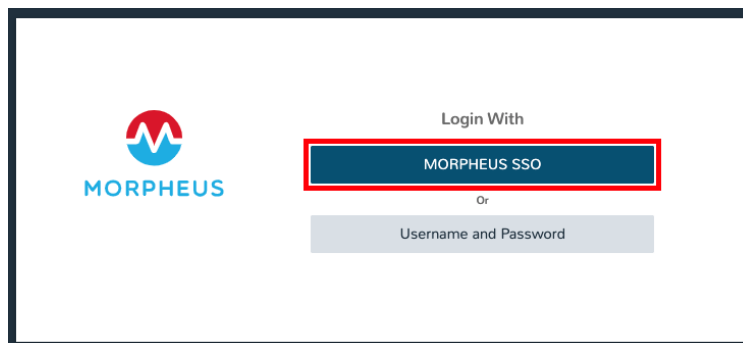 MORPHEUS
Login With
MORPHEUS SSO
Or
Username and Password